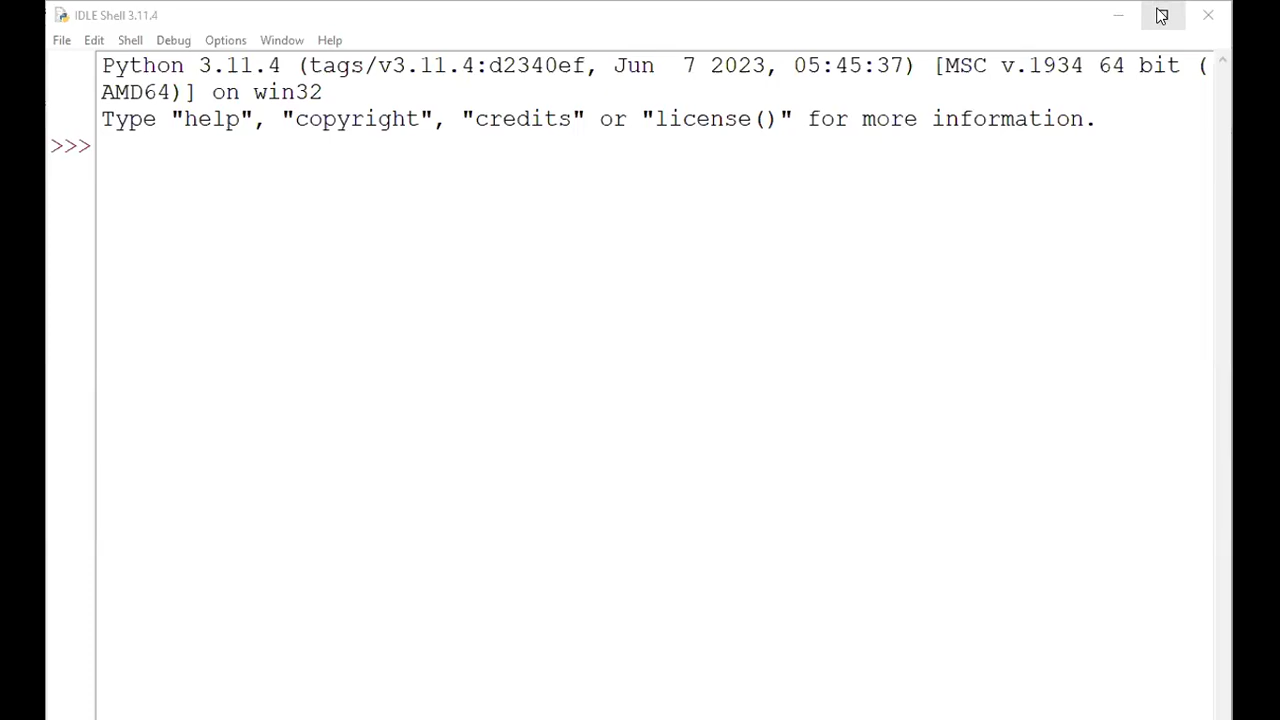 IDLE Shell 3.11.4
File Edit Shell Debug Options Window Help
Python 3.11.4 (tags/v3.11.4:d2340ef, Jun  7 2023, 05:45:37) [MSC v.1934 64 bit (
AMD64)] on win32
Type "help", "copyright", "credits" or "license()" for more information.
>>>